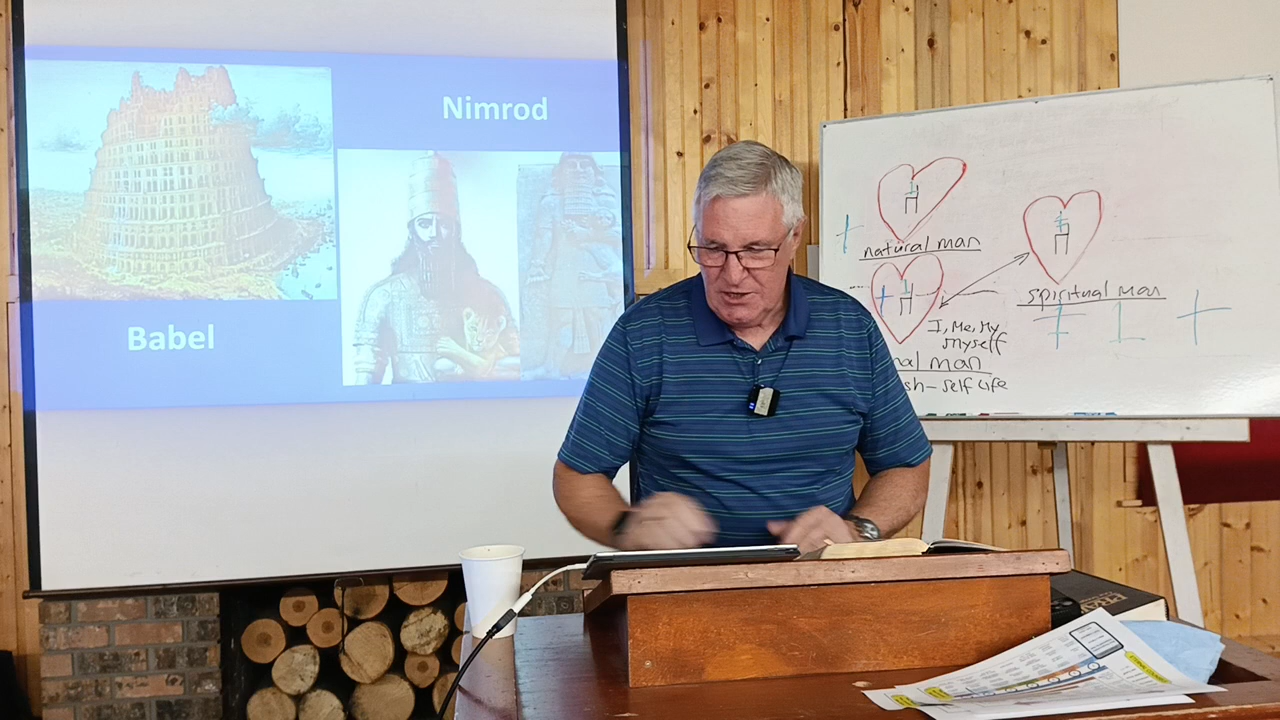 Nimrod
Babel
natural man
spiritual man
I, Me, My
Myself
nal man
sh-self life